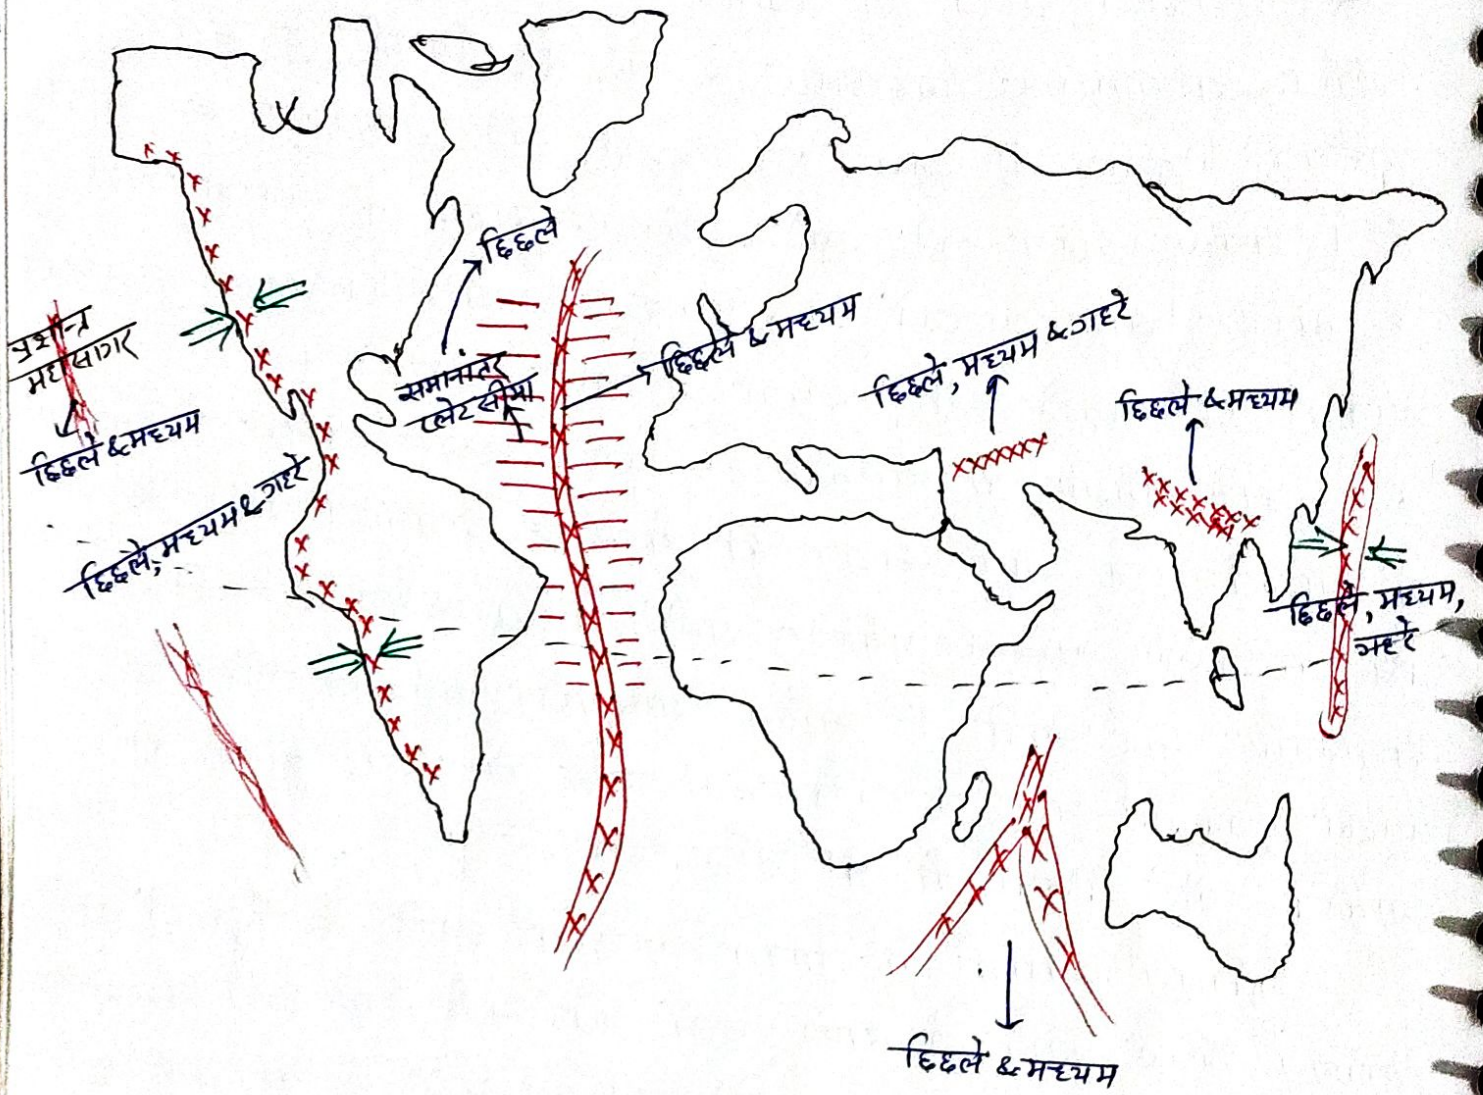 छिछले
प्रशान्त
महासागर
समानांतर
प्लेट सीमा
छिछले & मध्यम
छिछले, मध्यम & गहरे
छिछले & मध्यम
छिछले & मध्यम
छिछले, मध्यम & गहरे
छिछले, मध्यम,
गहरे
छिछले & मध्यम